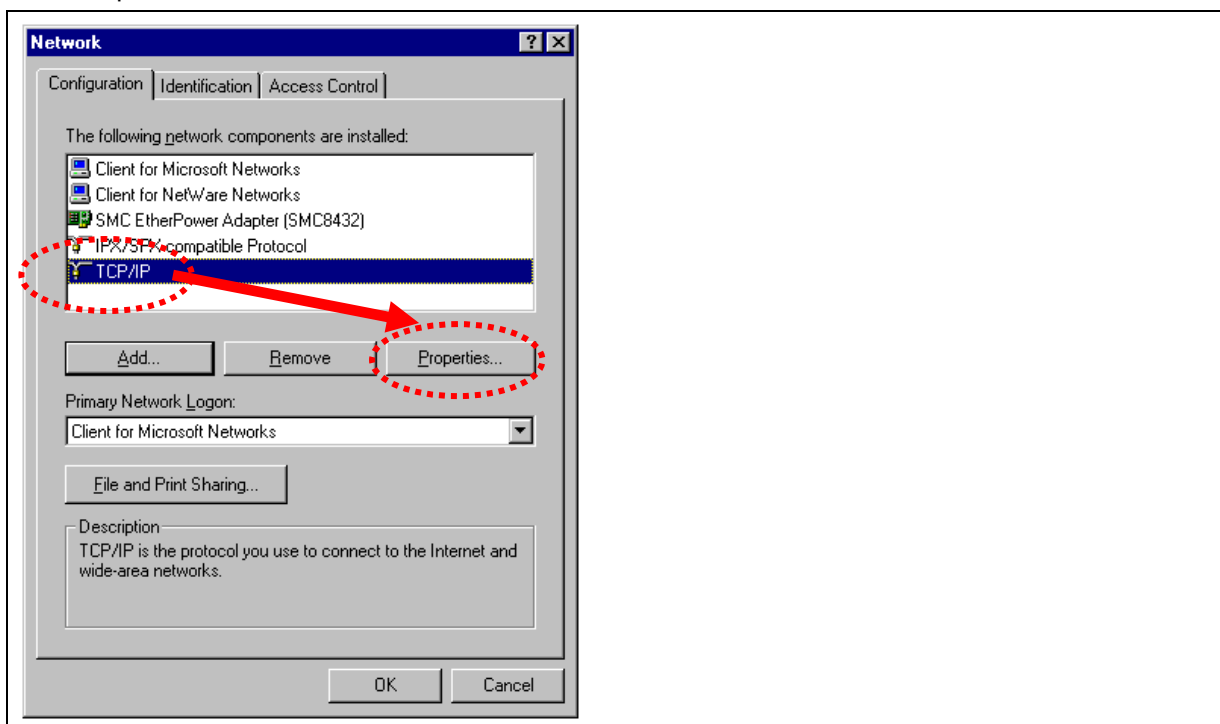 Network
Configuration Identification Access Control
The following network components are installed:
Client for Microsoft Networks
Client for NetWare Networks
SMC EtherPower Adapter (SMC8432)
IPX/SPX-compatible Protocol
TCP/IP
Add... Remove Properties...
Primary Network Logon:
Client for Microsoft Networks
File and Print Sharing...
Description
TCP/IP is the protocol you use to connect to the Internet and
wide-area networks.
OK Cancel